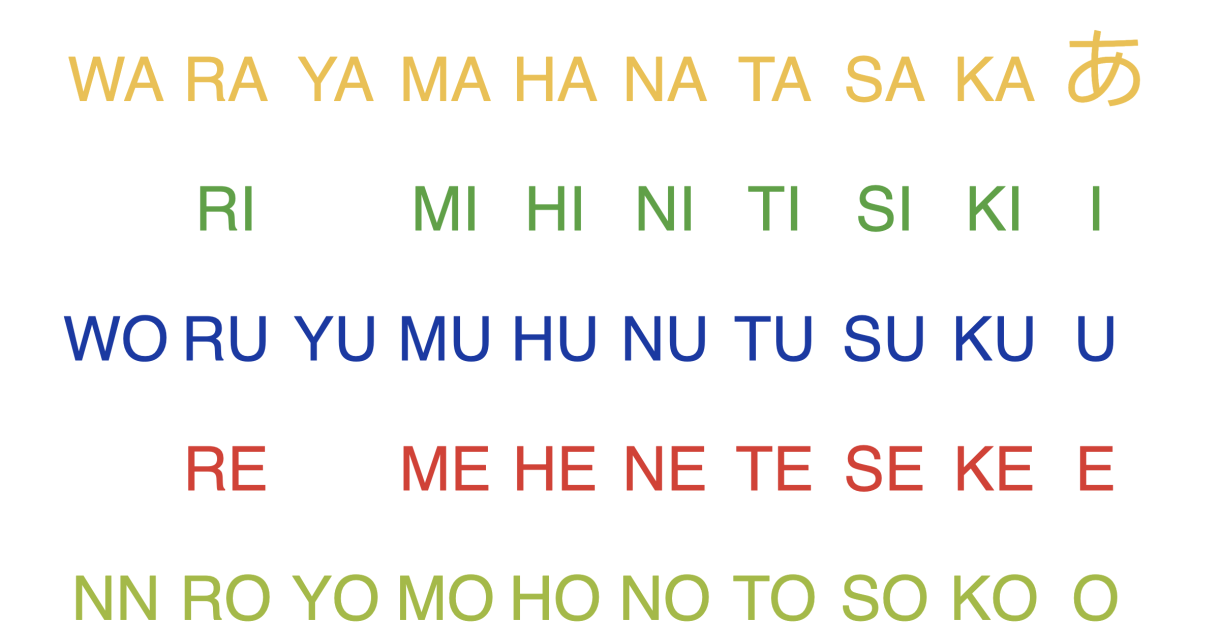 WA RA YA MA HA NA TA SA KA あ
RI MI HI NI TI SI KI I
WO RU YU MU HU NU TU SU KU U
RE ME HE NE TE SE KE E
NN RO YO MO HO NO TO SO KO O